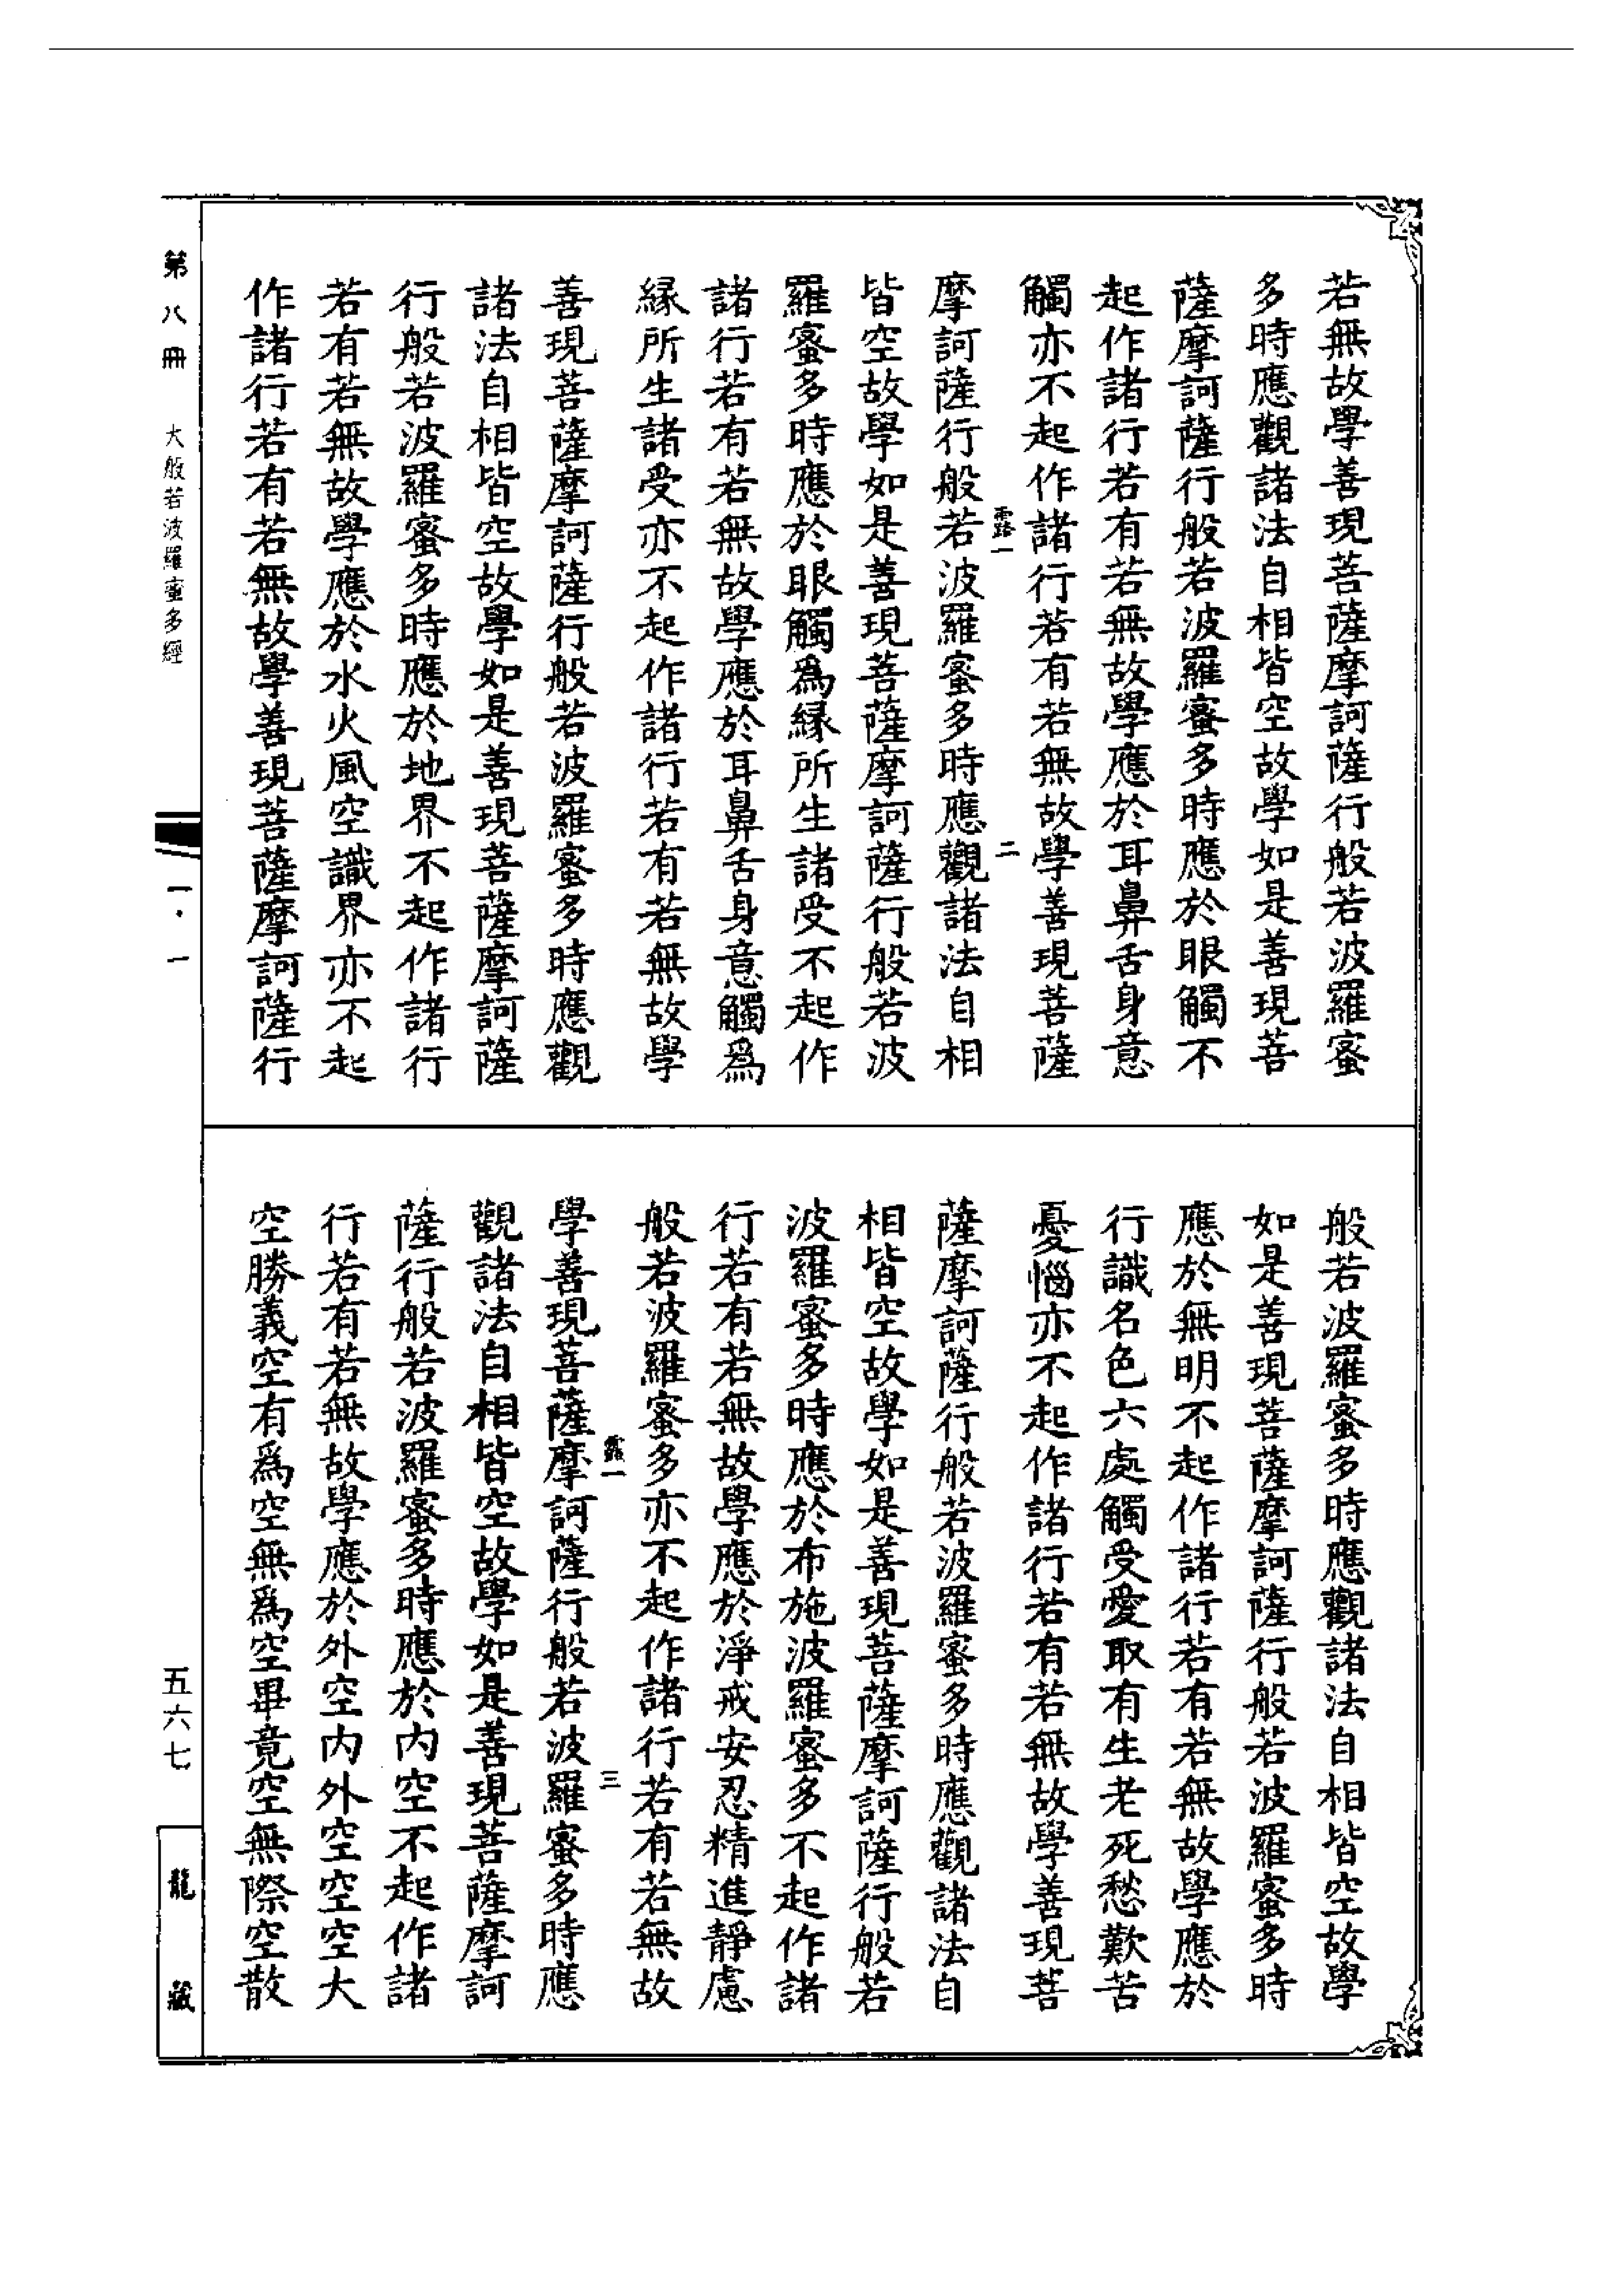 若無故學善現菩薩摩訶薩行般若波羅蜜
多時應觀諸法自相皆空故學如是善現菩
薩摩訶薩行般若波羅蜜多時應於眼觸不
起作諸行若有若無故學應於耳鼻舌身意
觸亦不起作諸行若有若無故學善現菩薩
露一
二
摩訶薩行般若波羅蜜多時應觀諸法自相
皆空故學如是善現菩薩摩訶薩行般若波
羅蜜多時應於眼觸為緣所生諸受不起作
諸行若有若無故學應於耳鼻舌身意觸為
緣所生諸受亦不起作諸行若有若無故學
善現菩薩摩訶薩行般若波羅蜜多時應觀
諸法自相皆空故學如是善現菩薩摩訶薩
行般若波羅蜜多時應於地界不起作諸行
若有若無故學應於水火風空識界亦不起
作諸行若有若無故學善現菩薩摩訶薩行
般若波羅蜜多時應觀諸法自相皆空故學
如是善現菩薩摩訶薩行般若波羅蜜多時
應於無明不起作諸行若有若無故學應於
行識名色六處觸受愛取有生老死愁歎苦
憂惱亦不起作諸行若有若無故學善現菩
薩摩訶薩行般若波羅蜜多時應觀諸法自
相皆空故學如是善現菩薩摩訶薩行般若
波羅蜜多時應於布施波羅蜜多不起作諸
行若有若無故學應於淨戒安忍精進靜慮
般若波羅蜜多亦不起作諸行若有若無故
露一
三
學善現菩薩摩訶薩行般若波羅蜜多時應
觀諸法自相皆空故學如是善現菩薩摩訶
薩行般若波羅蜜多時應於內空不起作諸
行若有若無故學應於外空內外空空空大
空勝義空有為空無為空畢竟空無際空散
第八冊
大般若波羅蜜多經
一·一
五六七
龍藏